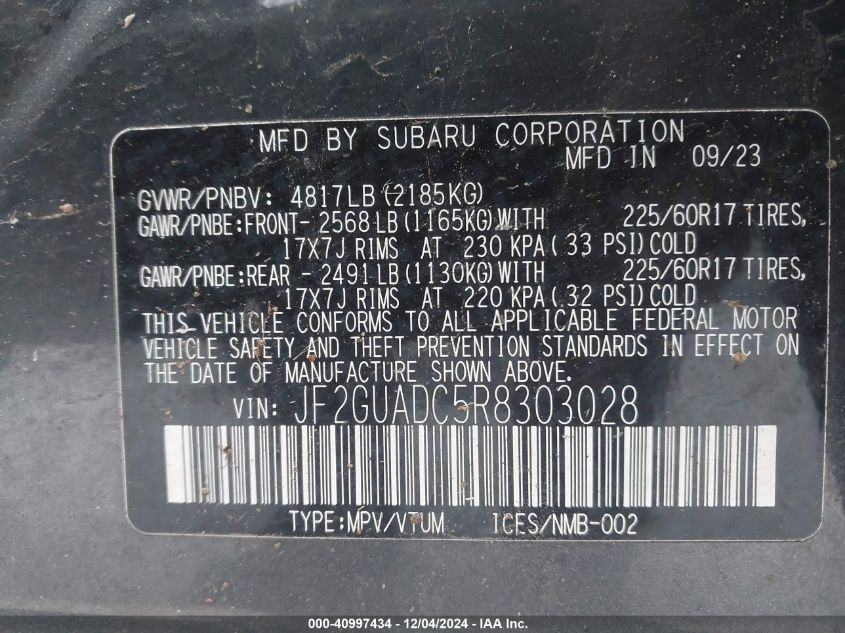 MFD BY SUBARU CORPORATION
MFD IN 09/23
GVWR/PNBV: 4817LB (2185KG)
GAWR/PNBE:FRONT- 2568LB (1165KG) WITH 225/60R17 TIRES,
17X7J RIMS AT 230 KPA (33 PSI) COLD
GAWR/PNBE:REAR - 2491LB (1130KG) WITH 225/60R17 TIRES,
17X7J RIMS AT 220 KPA (32 PSI) COLD
THIS VEHICLE CONFORMS TO ALL APPLICABLE FEDERAL MOTOR
VEHICLE SAFETY AND THEFT PREVENTION STANDARDS IN EFFECT ON
THE DATE OF MANUFACTURE SHOWN ABOVE.
VIN: JF2GUADC5R8303028
TYPE:MPV/VTUM ICES/NMB-002
000-40997434 - 12/04/2024 - IAA Inc.